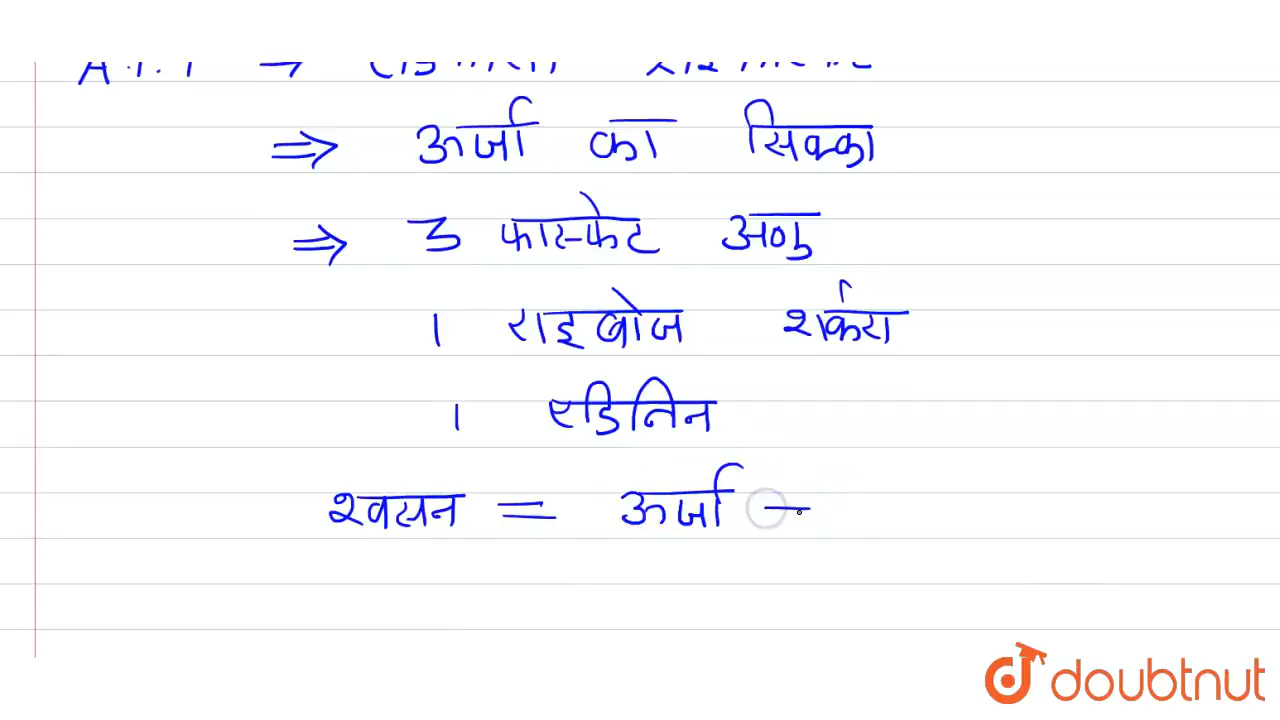 A.T.P →
⇒ ऊर्जा का सिक्का
⇒ 3 फास्फेट अणु
1 राइबोज शर्करा
1 एडिनिन
श्वसन = ऊर्जा –
doubtnut